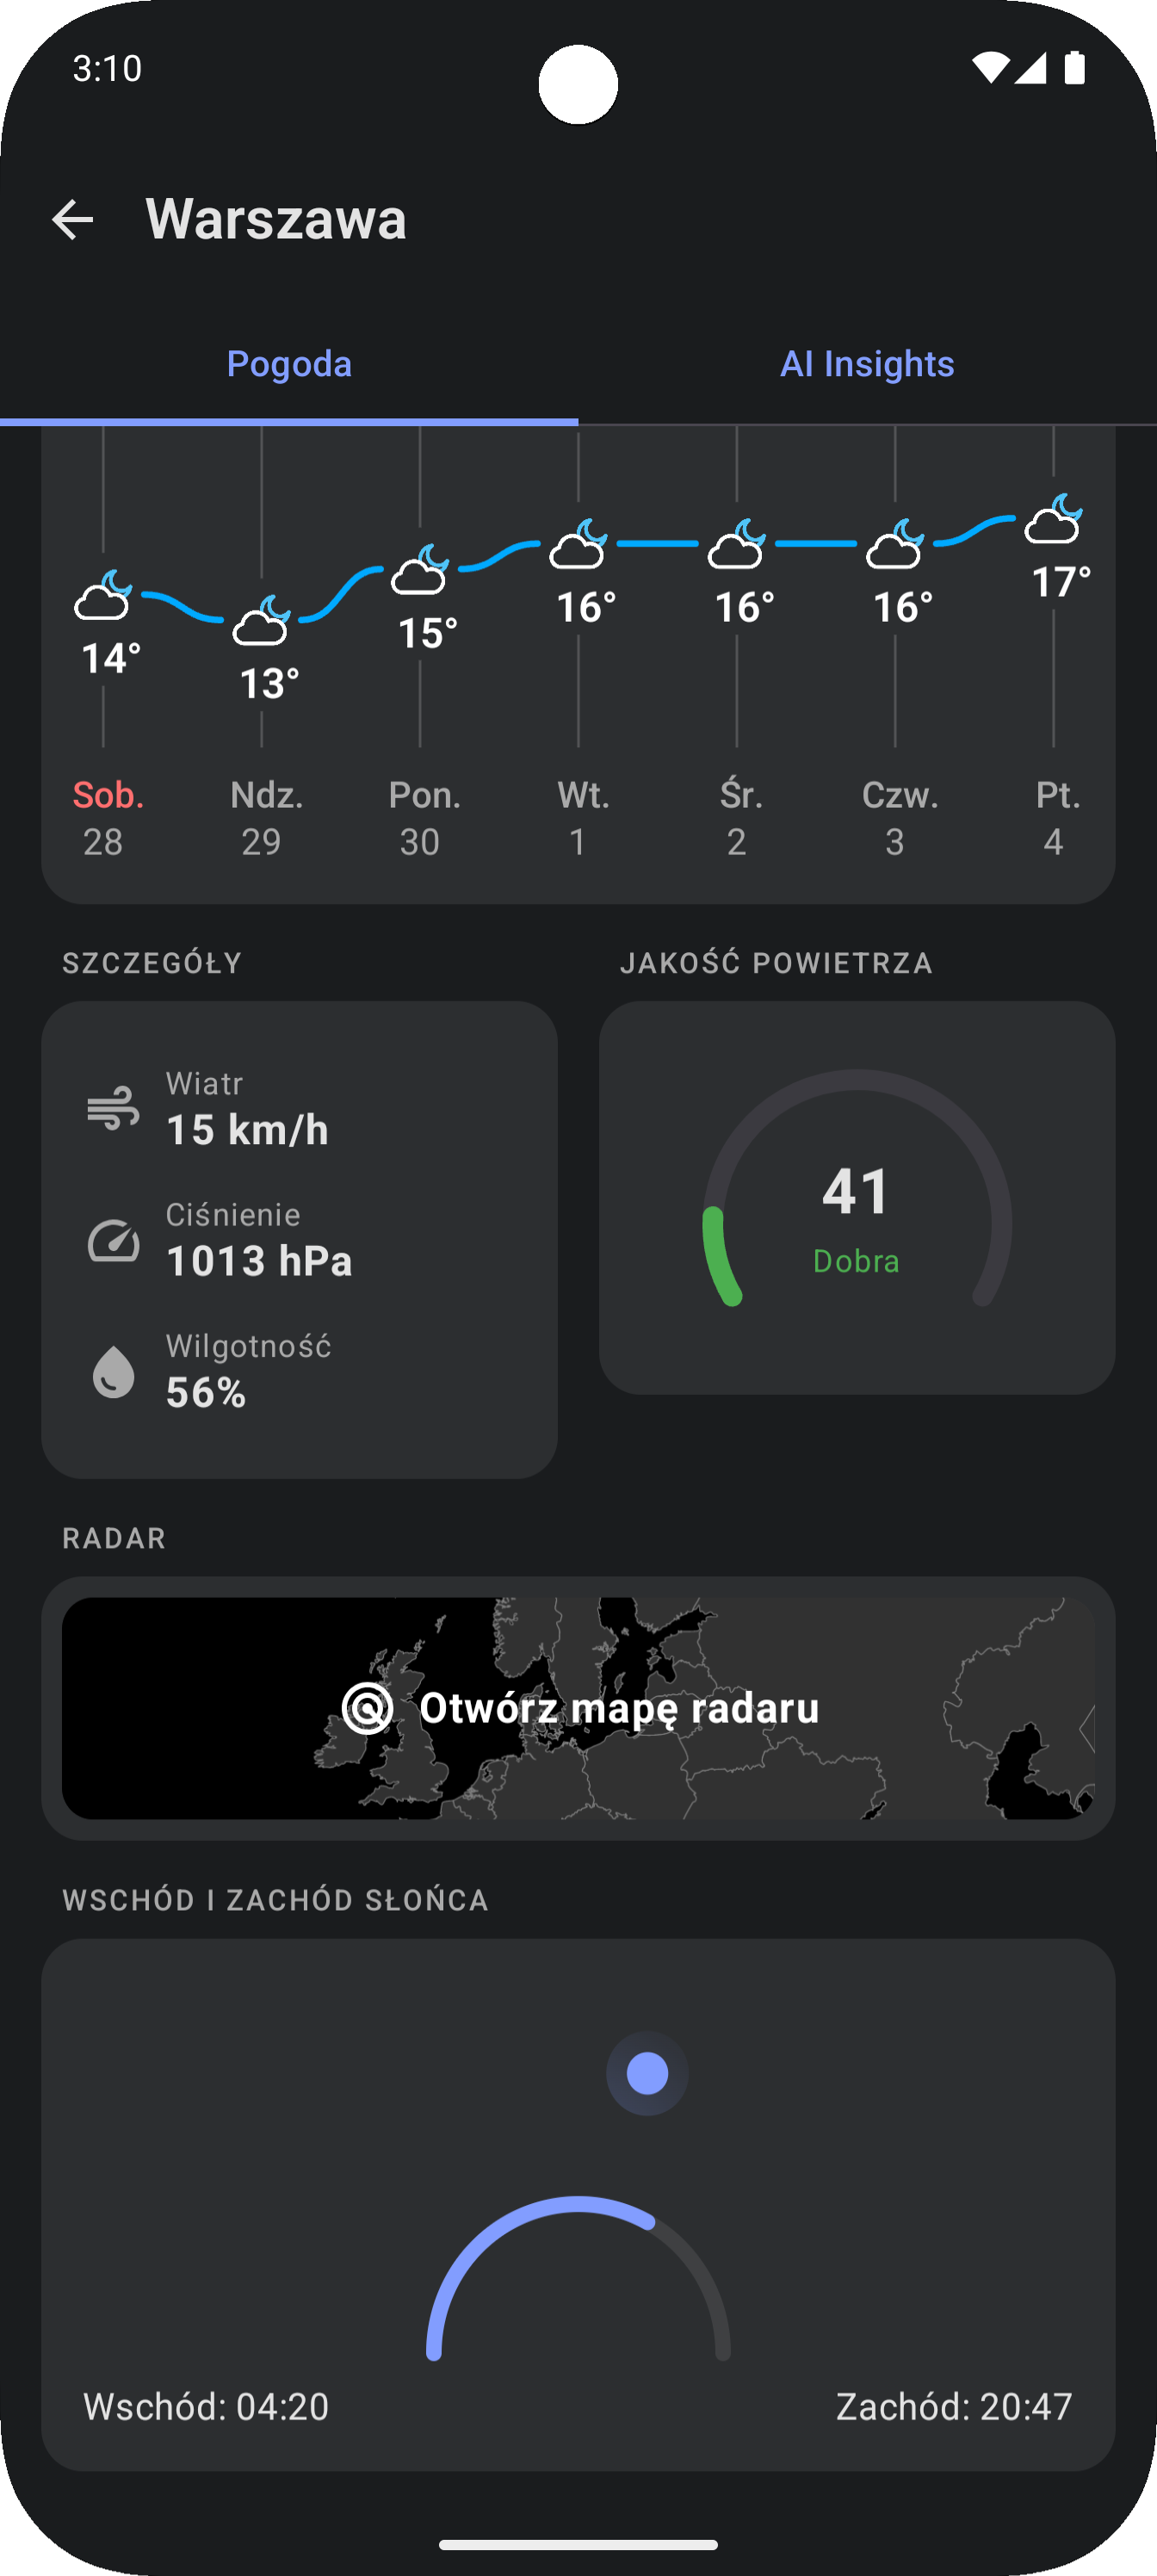 3:10
Warszawa
Pogoda
AI Insights
14°
13°
15°
16°
16°
16°
17°
Sob.
28
Ndz.
29
Pon.
30
Wt.
1
Śr.
2
Czw.
3
Pt.
4
SZCZEGÓŁY
Wiatr
15 km/h
Ciśnienie
1013 hPa
Wilgotność
56%
JAKOŚĆ POWIETRZA
41
Dobra
RADAR
Otwórz mapę radaru
WSCHÓD I ZACHÓD SŁOŃCA
Wschód: 04:20
Zachód: 20:47